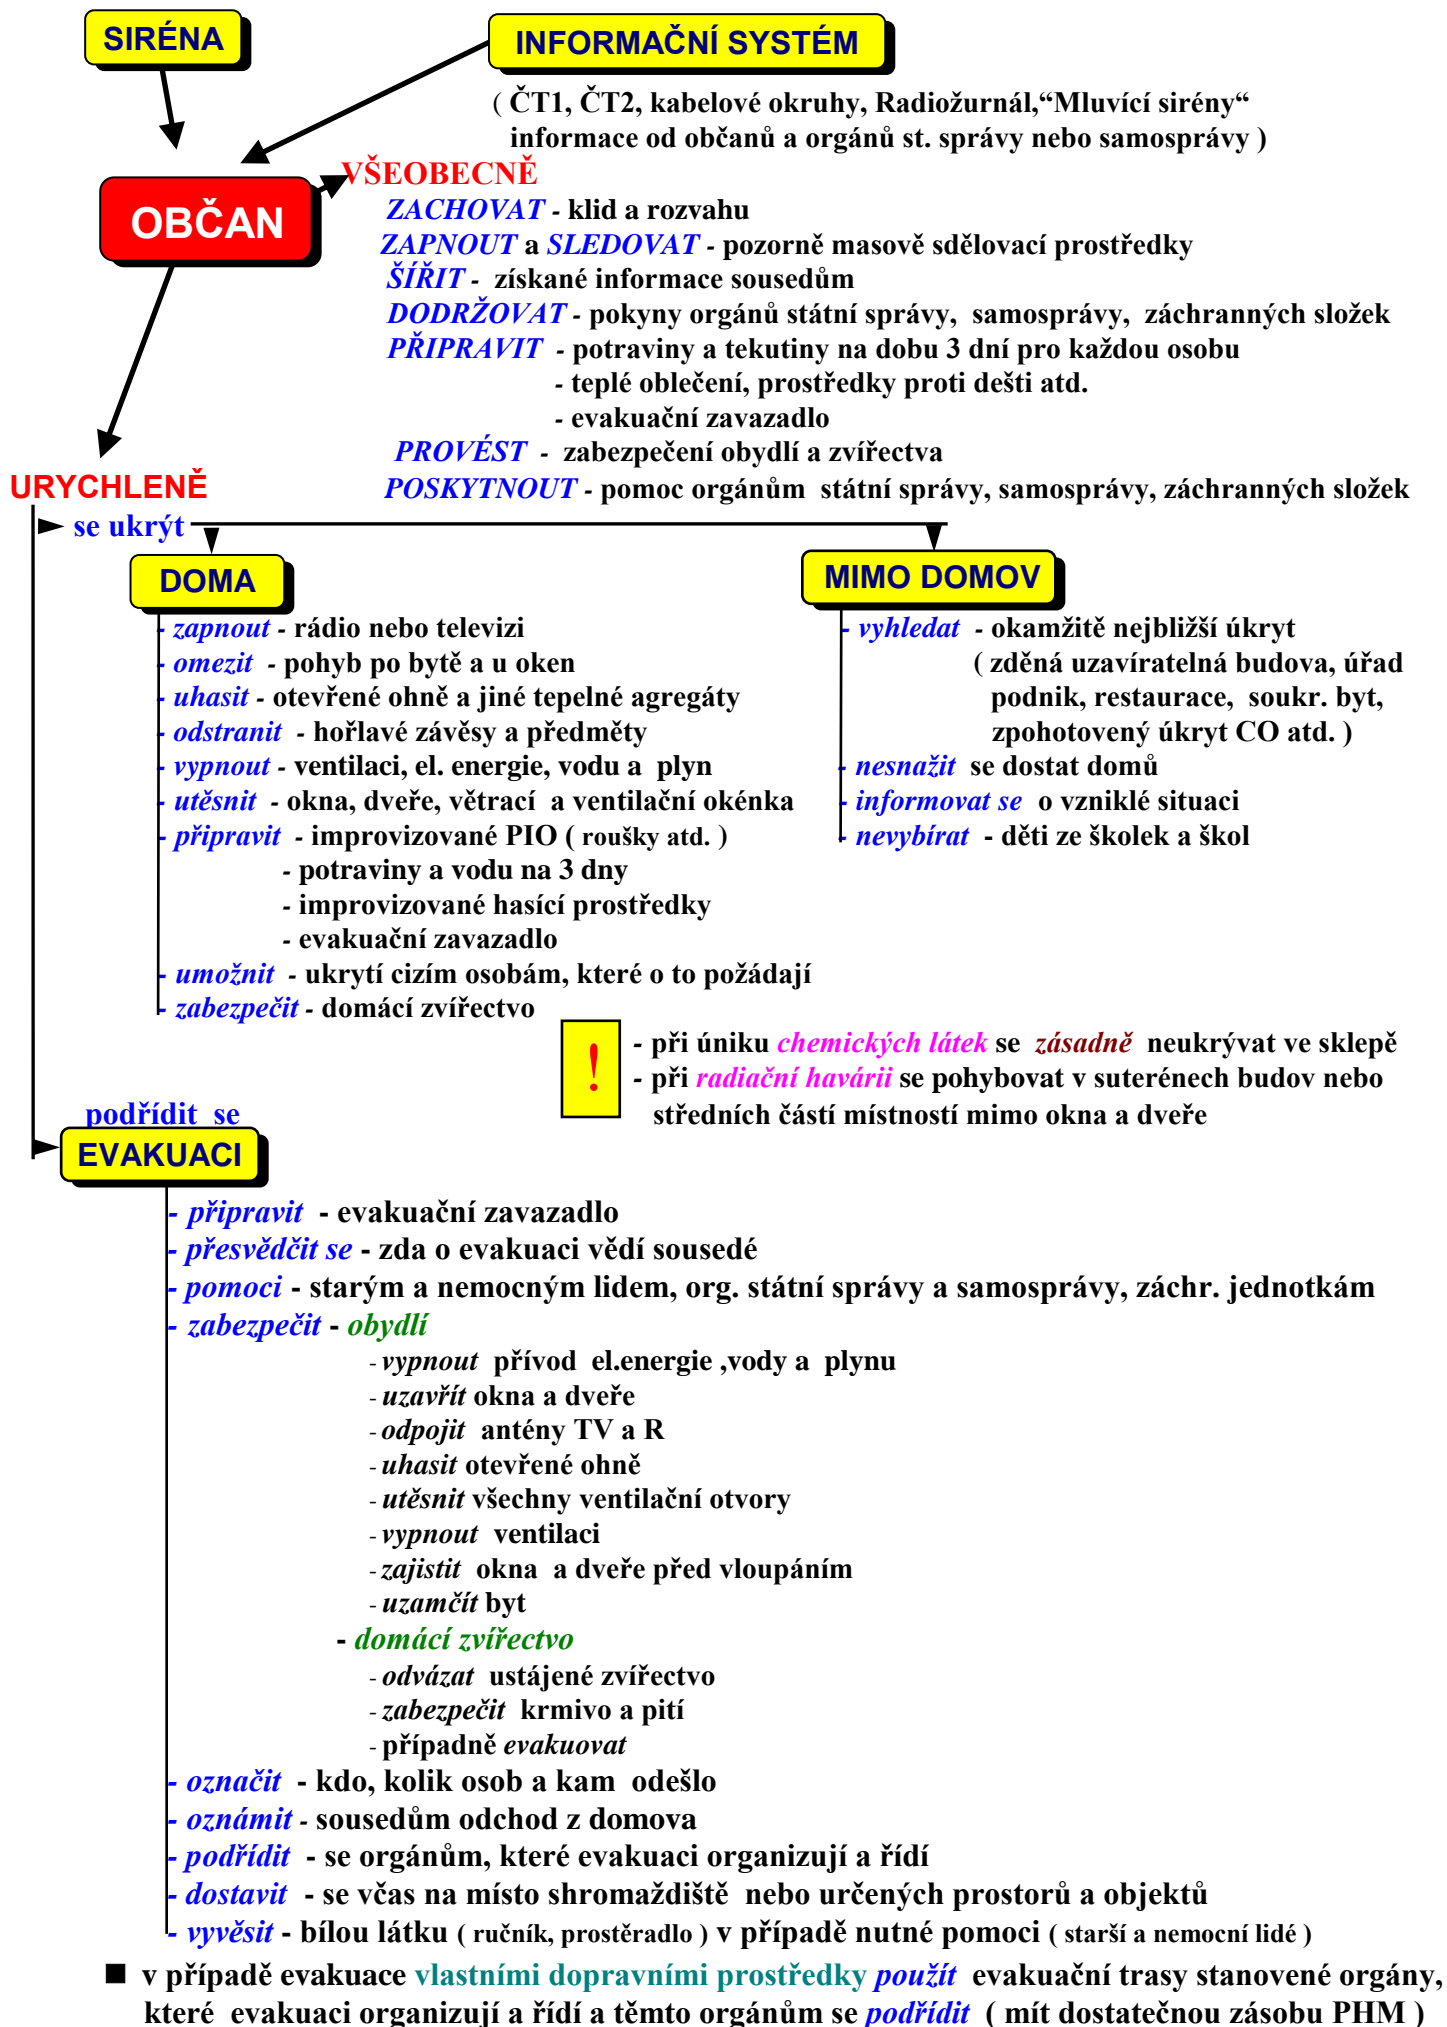 SIRÉNA
INFORMAČNÍ SYSTÉM
( ČT1, ČT2, kabelové okruhy, Radiožurnál,“Mluvící sirény“
informace od občanů a orgánů st. správy nebo samosprávy )
OBČAN
VŠEOBECNĚ
ZACHOVAT - klid a rozvahu
ZAPNOUT a SLEDOVAT - pozorně masově sdělovací prostředky
ŠÍŘIT - získané informace sousedům
DODRŽOVAT - pokyny orgánů státní správy, samosprávy, záchranných složek
PŘIPRAVIT - potraviny a tekutiny na dobu 3 dní pro každou osobu
- teplé oblečení, prostředky proti dešti atd.
- evakuační zavazadlo
PROVÉST - zabezpečení obydlí a zvířectva
POSKYTNOUT - pomoc orgánům státní správy, samosprávy, záchranných složek
URYCHLENĚ
se ukrýt
DOMA
- zapnout - rádio nebo televizi
- omezit - pohyb po bytě a u oken
- uhasit - otevřené ohně a jiné tepelné agregáty
- odstranit - hořlavé závěsy a předměty
- vypnout - ventilaci, el. energie, vodu a plyn
- utěsnit - okna, dveře, větrací a ventilační okénka
- připravit - improvizované PIO ( roušky atd. )
- potraviny a vodu na 3 dny
- improvizované hasící prostředky
- evakuační zavazadlo
- umožnit - ukrytí cizím osobám, které o to požádají
- zabezpečit - domácí zvířectvo
MIMO DOMOV
- vyhledat - okamžitě nejbližší úkryt
( zděná uzavíratelná budova, úřad
podnik, restaurace, soukr. byt,
zpohotovený úkryt CO atd. )
- nesnažit se dostat domů
- informovat se o vzniklé situaci
- nevybírat - děti ze školek a škol
!
- při úniku chemických látek se zásadně neukrývat ve sklepě
- při radiační havárii se pohybovat v suterénech budov nebo
středních částí místností mimo okna a dveře
podřídit se
EVAKUACI
- připravit - evakuační zavazadlo
- přesvědčit se - zda o evakuaci vědí sousedé
- pomoci - starým a nemocným lidem, org. státní správy a samosprávy, záchr. jednotkám
- zabezpečit - obydlí
- vypnout přívod el.energie ,vody a plynu
- uzavřít okna a dveře
- odpojit antény TV a R
- uhasit otevřené ohně
- utěsnit všechny ventilační otvory
- vypnout ventilaci
- zajistit okna a dveře před vloupáním
- uzamčít byt
- domácí zvířectvo
- odvázat ustájené zvířectvo
- zabezpečit krmivo a pití
- případně evakuovat
- označit - kdo, kolik osob a kam odešlo
- oznámit - sousedům odchod z domova
- podřídit - se orgánům, které evakuaci organizují a řídí
- dostavit - se včas na místo shromaždiště nebo určených prostorů a objektů
- vyvěsit - bílou látku ( ručník, prostěradlo ) v případě nutné pomoci ( starší a nemocní lidé )
■ v případě evakuace vlastními dopravními prostředky použít evakuační trasy stanovené orgány,
které evakuaci organizují a řídí a těmto orgánům se podřídit ( mít dostatečnou zásobu PHM )